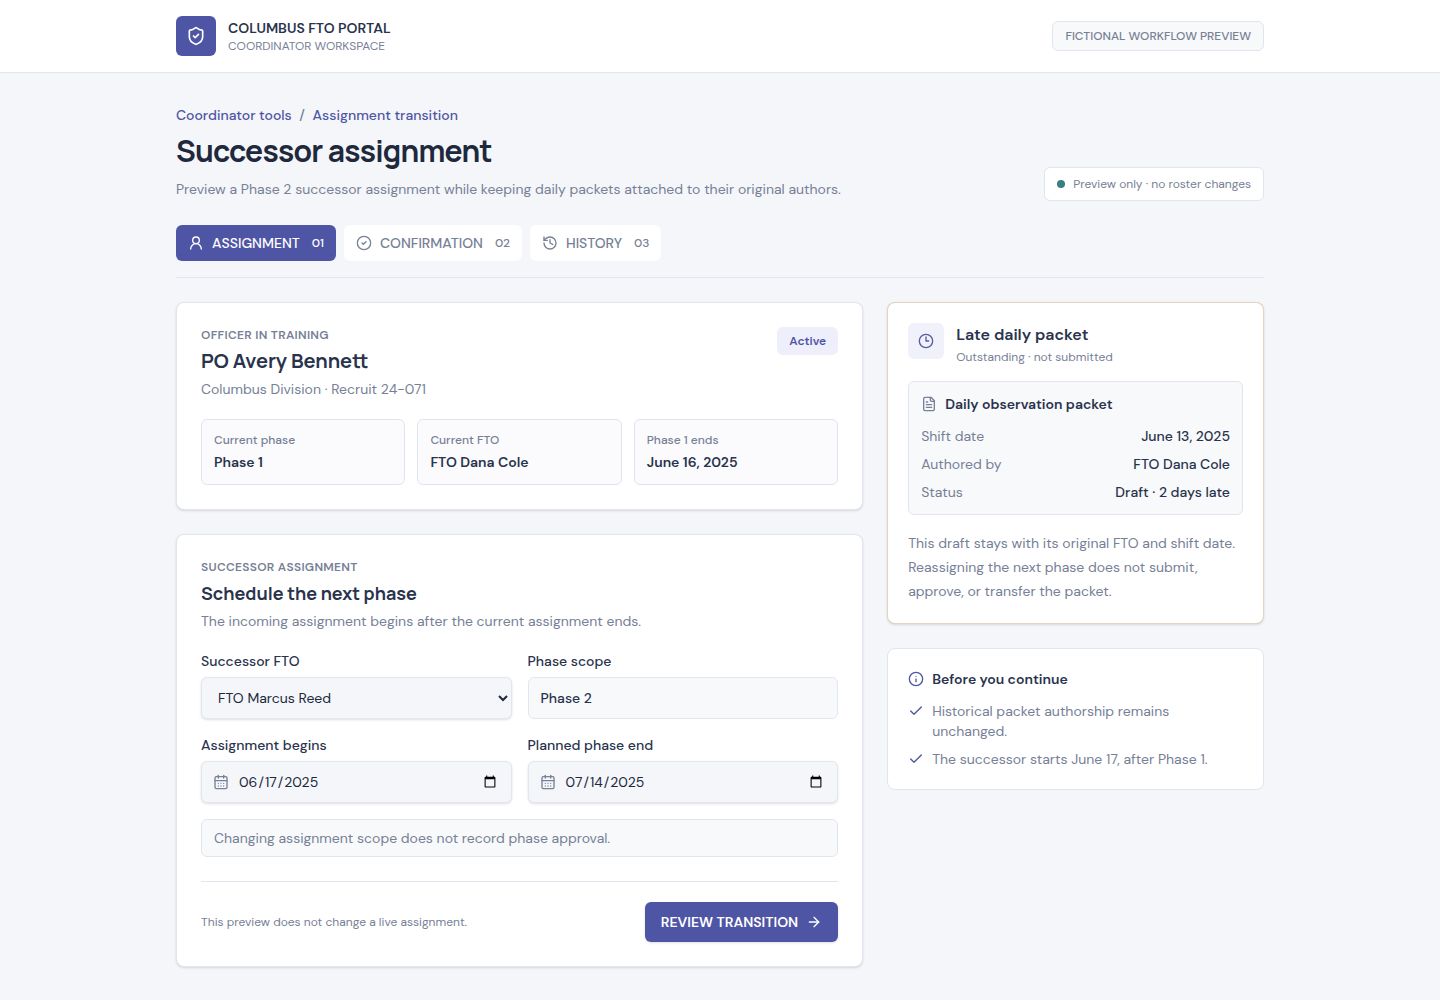 COLUMBUS FTO PORTAL
COORDINATOR WORKSPACE
FICTIONAL WORKFLOW PREVIEW
Coordinator tools / Assignment transition
Successor assignment
Preview a Phase 2 successor assignment while keeping daily packets attached to their original authors.
Preview only · no roster changes
ASSIGNMENT 01
CONFIRMATION 02
HISTORY 03
OFFICER IN TRAINING
PO Avery Bennett
Columbus Division · Recruit 24-071
Active
Current phase
Phase 1
Current FTO
FTO Dana Cole
Phase 1 ends
June 16, 2025
SUCCESSOR ASSIGNMENT
Schedule the next phase
The incoming assignment begins after the current assignment ends.
Successor FTO
FTO Marcus Reed
Phase scope
Phase 2
Assignment begins
06/17/2025
Planned phase end
07/14/2025
Changing assignment scope does not record phase approval.
This preview does not change a live assignment.
REVIEW TRANSITION
Late daily packet
Outstanding · not submitted
Daily observation packet
Shift date June 13, 2025
Authored by FTO Dana Cole
Status Draft · 2 days late
This draft stays with its original FTO and shift date.
Reassigning the next phase does not submit,
approve, or transfer the packet.
Before you continue
Historical packet authorship remains
unchanged.
The successor starts June 17, after Phase 1.